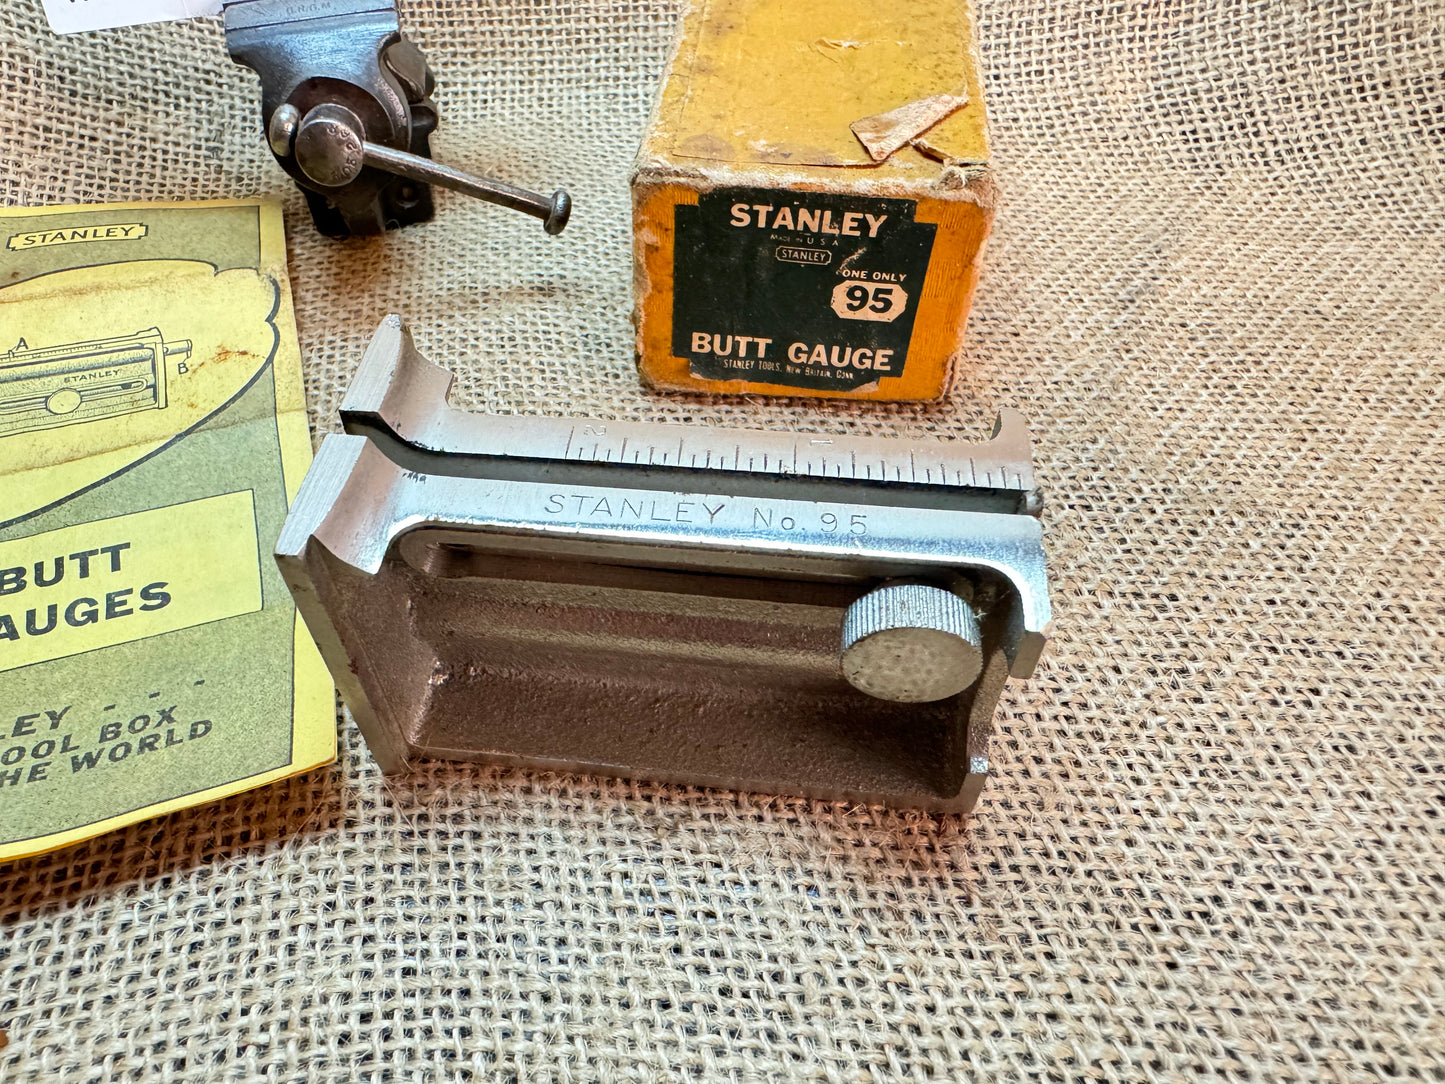 STANLEY
A
STANLEY
B
BUTT
AUGES
LEY - - -
OOL BOX
HE WORLD
STANLEY
MADE IN U S A
STANLEY
ONE ONLY
95
BUTT GAUGE
STANLEY TOOLS, NEW BRITAIN, CONN.
2 1
STANLEY No. 95